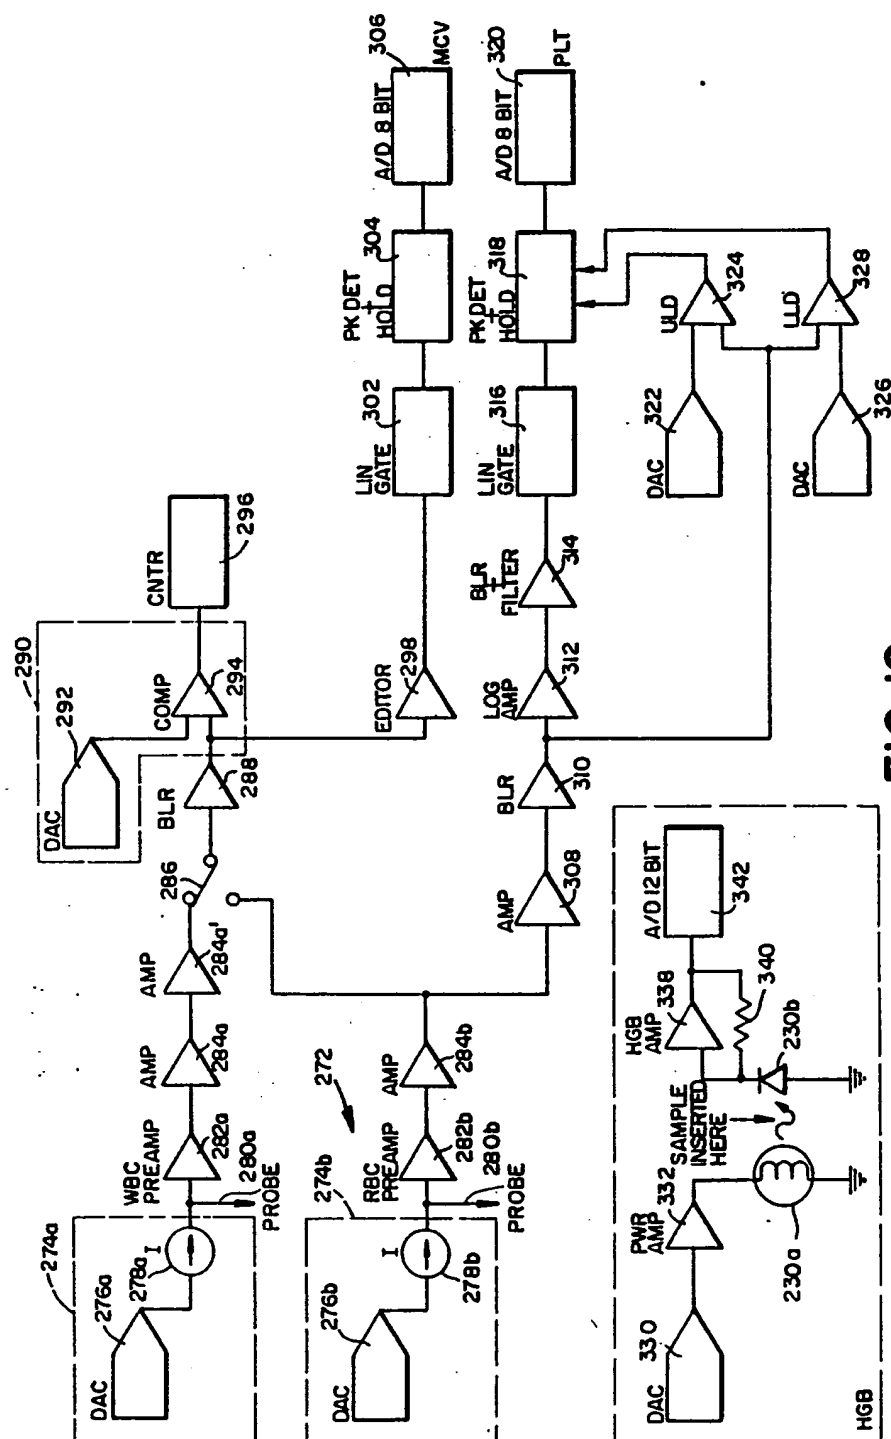 274a
276a
DAC
278a
I
WBC
PREAMP
282a
280a
PROBE
AMP
284a
AMP
284a'
286
BLR
288
290
292
DAC
COMP
294
CNTR
296
EDITOR
298
LIN
GATE
302
PK DET
+
HOLD
304
A/D 8 BIT
306
MCV
272
274b
276b
DAC
I
278b
RBC
PREAMP
282b
280b
PROBE
AMP
284b
AMP
308
BLR
310
LOG
AMP
312
BLR
+
FILTER
314
LIN
GATE
316
PK DET
+
HOLD
318
A/D 8 BIT
320
PLT
DAC
322
ULD
324
DAC
326
LLD
328
HGB
DAC
330
PWR
AMP
332
230a
SAMPLE
INSERTED
HERE
230b
HGB
AMP
338
340
A/D 12 BIT
342